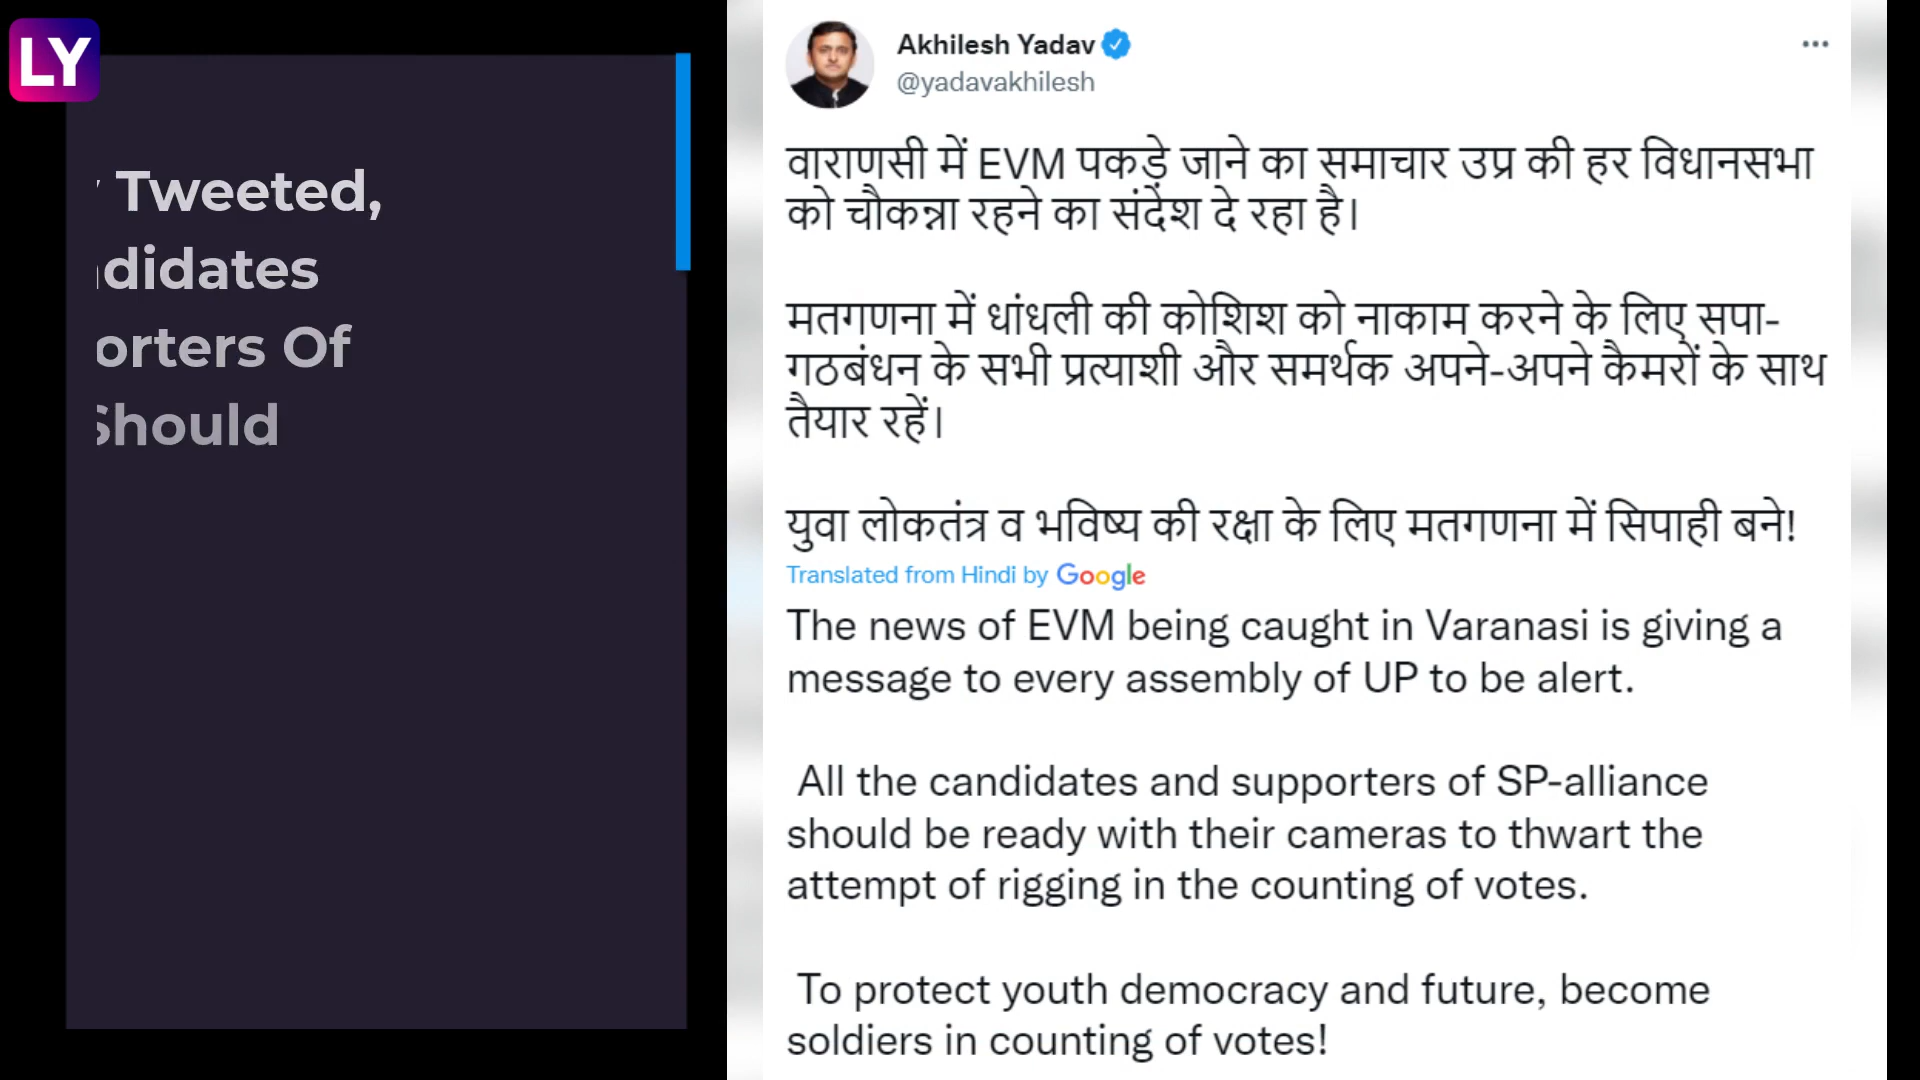 LY
Tweeted,
didates
orters Of
Should
Akhilesh Yadav
@yadavakhilesh
वाराणसी में EVM पकड़े जाने का समाचार उप्र की हर विधानसभा
को चौकन्ना रहने का संदेश दे रहा है।
मतगणना में धांधली की कोशिश को नाकाम करने के लिए सपा-
गठबंधन के सभी प्रत्याशी और समर्थक अपने-अपने कैमरों के साथ
तैयार रहें।
युवा लोकतंत्र व भविष्य की रक्षा के लिए मतगणना में सिपाही बने!
Translated from Hindi by Google
The news of EVM being caught in Varanasi is giving a
message to every assembly of UP to be alert.
All the candidates and supporters of SP-alliance
should be ready with their cameras to thwart the
attempt of rigging in the counting of votes.
To protect youth democracy and future, become
soldiers in counting of votes!